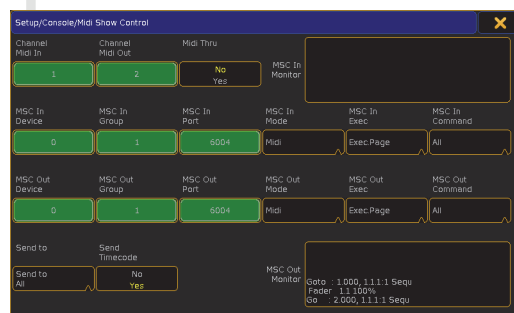 Setup/Console/Midi Show Control
Channel Midi In
Channel Midi Out
Midi Thru
1
2
No
Yes
MSC In Monitor
MSC In Device
MSC In Group
MSC In Port
MSC In Mode
MSC In Exec
MSC In Command
0
1
6004
Midi
Exec.Page
All
MSC Out Device
MSC Out Group
MSC Out Port
MSC Out Mode
MSC Out Exec
MSC Out Command
0
1
6004
Midi
Exec.Page
All
Send to
Send Timecode
Send to All
No
Yes
MSC Out Monitor
Goto : 1.000, 1.1.1:1 Sequ
Fader 1.1 100%
Go : 2.000, 1.1.1:1 Sequ